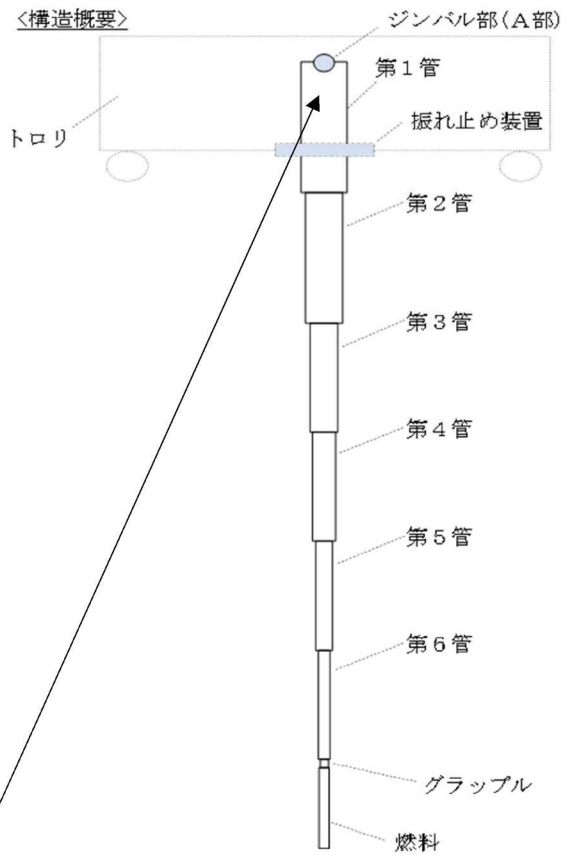 <構造概要>
ジンバル部(A部)
第1管
トロリ
振れ止め装置
第2管
第3管
第4管
第5管
第6管
グラップル
燃料